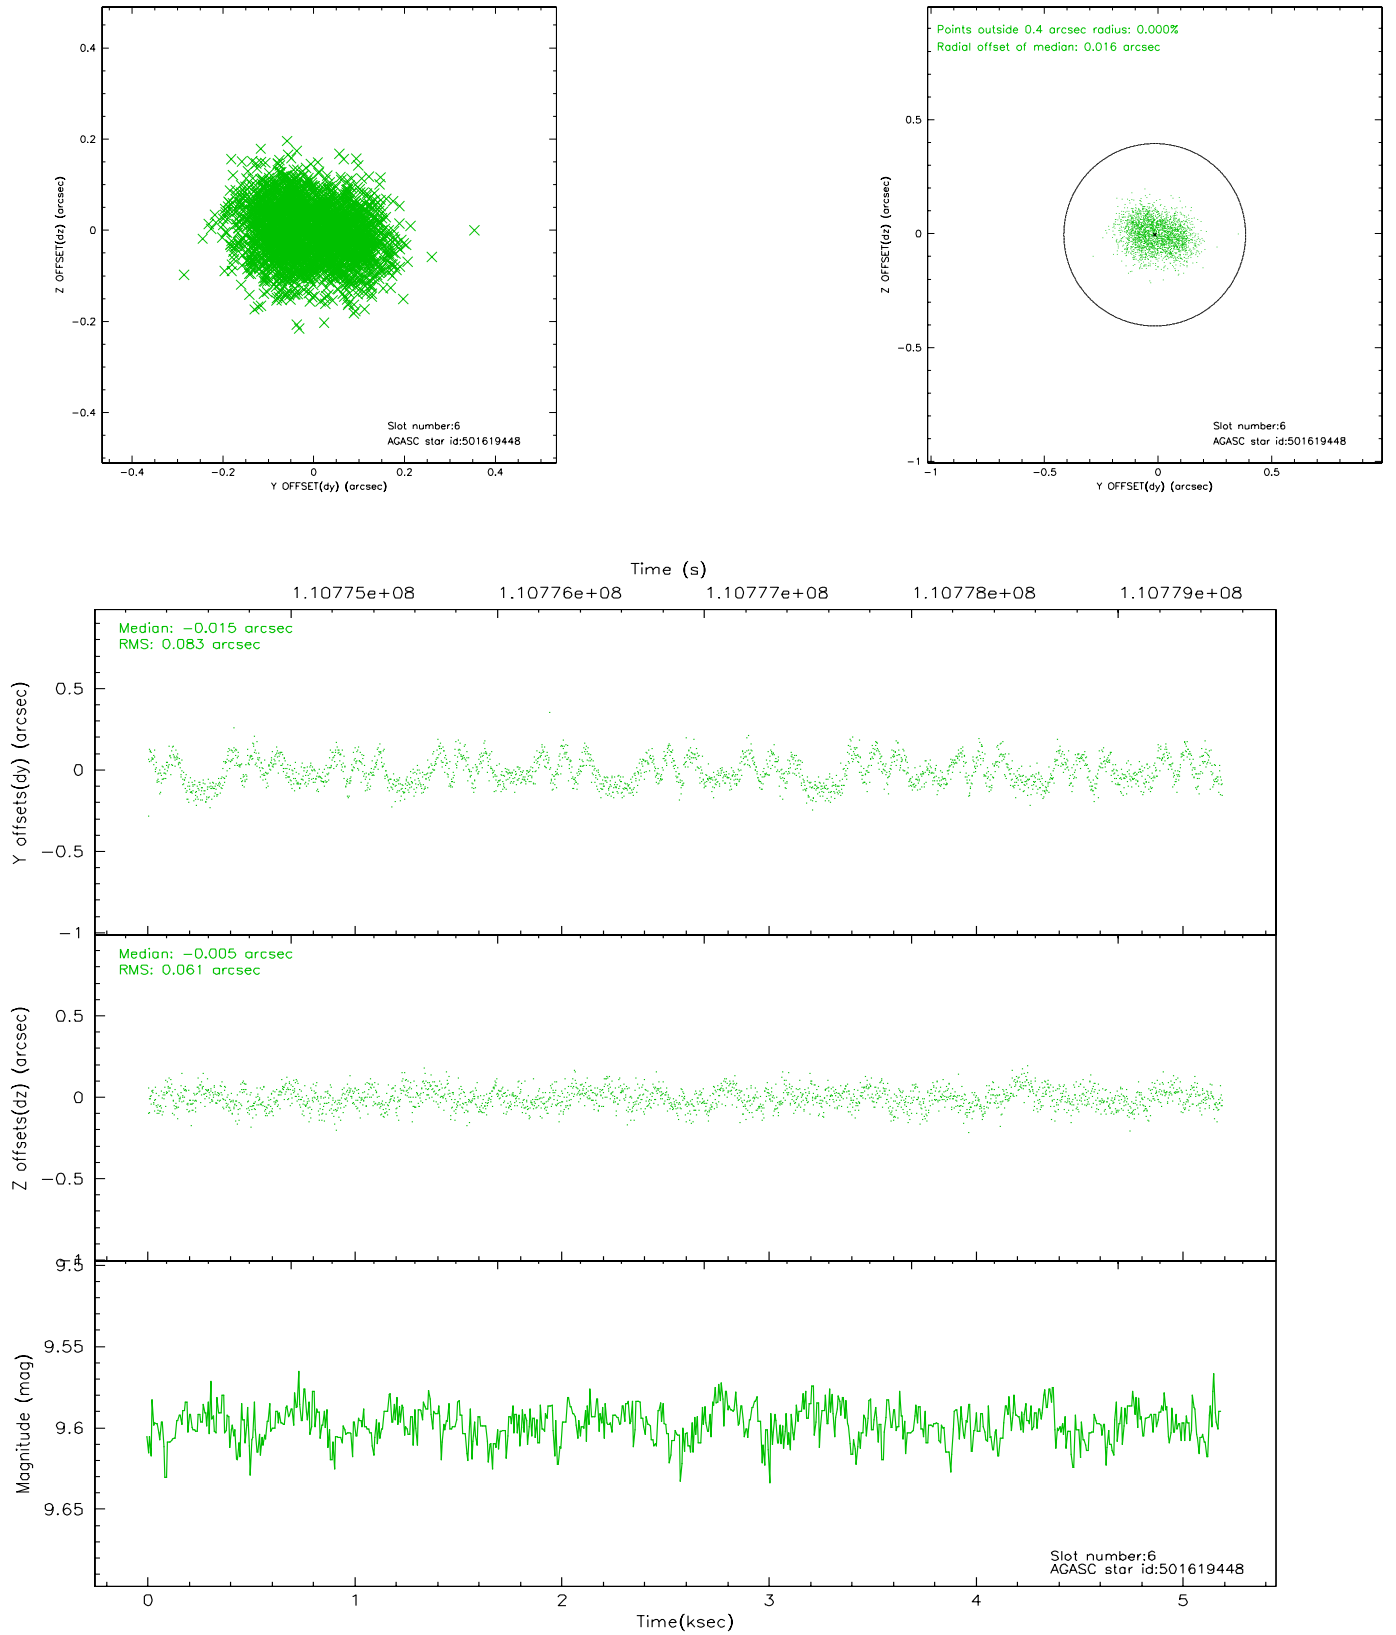 0.4
0.2
0
−0.2
−0.4
Z OFFSET(dz) (arcsec)
Slot number:6
AGASC star id:501619448
−0.4 −0.2 0 0.2 0.4
Y OFFSET(dy) (arcsec)
Points outside 0.4 arcsec radius: 0.000%
Radial offset of median: 0.016 arcsec
0.5
0
−0.5
−1
Z OFFSET(dz) (arcsec)
Slot number:6
AGASC star id:501619448
−1 −0.5 0 0.5
Y OFFSET(dy) (arcsec)
Time (s)
1.10775e+08 1.10776e+08 1.10777e+08 1.10778e+08 1.10779e+08
Median: −0.015 arcsec
RMS: 0.083 arcsec
0.5
0
−0.5
−1
Y offsets(dy) (arcsec)
Median: −0.005 arcsec
RMS: 0.061 arcsec
0.5
0
−0.5
−1
Z offsets(dz) (arcsec)
9.5
9.55
9.6
9.65
Magnitude (mag)
Slot number:6
AGASC star id:501619448
0 1 2 3 4 5
Time(ksec)